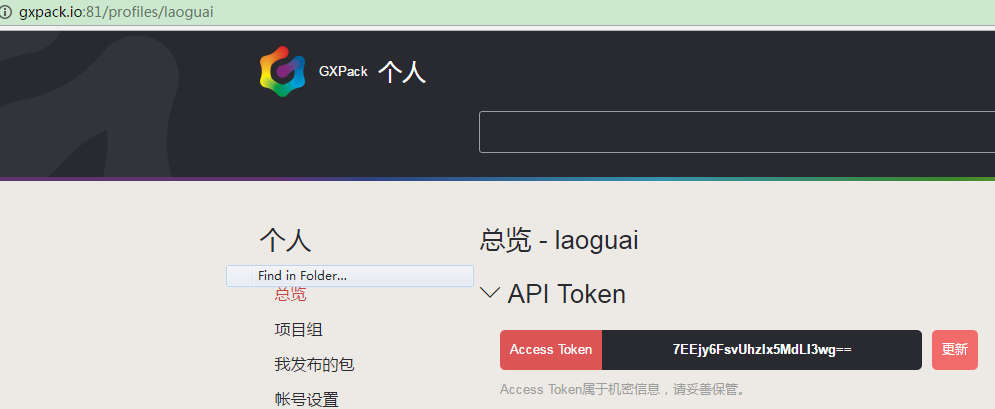 gxpack.io:81/profiles/laoguai
GXPack 个人
个人
总览 - laoguai
Find in Folder...
总览
API Token
项目组
Access Token 7EEjy6FsvUhzIx5MdLI3wg== 更新
我发布的包
Access Token属于机密信息，请妥善保管。
帐号设置